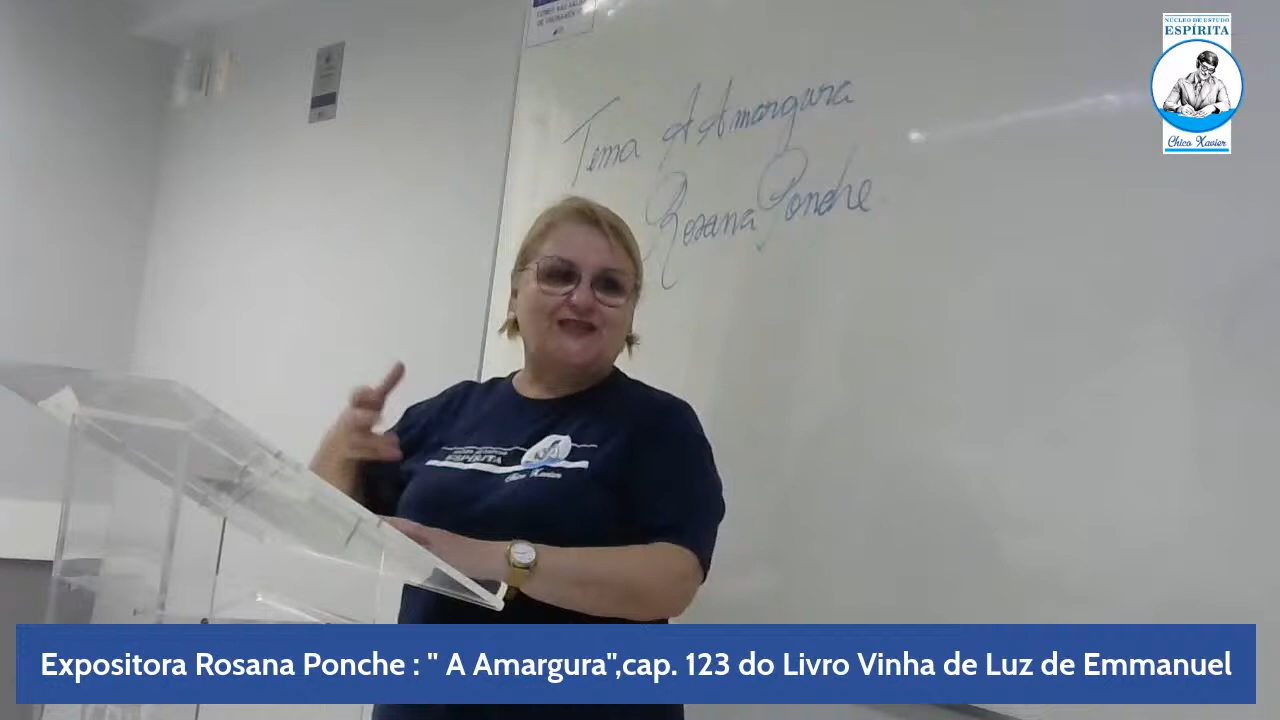 NÚCLEO DE ESTUDO
ESPÍRITA
Chico Xavier
Tema A Amargura
Rosana Ponche
ESPÍRITA
Chico Xavier
Expositora Rosana Ponche : " A Amargura",cap. 123 do Livro Vinha de Luz de Emmanuel